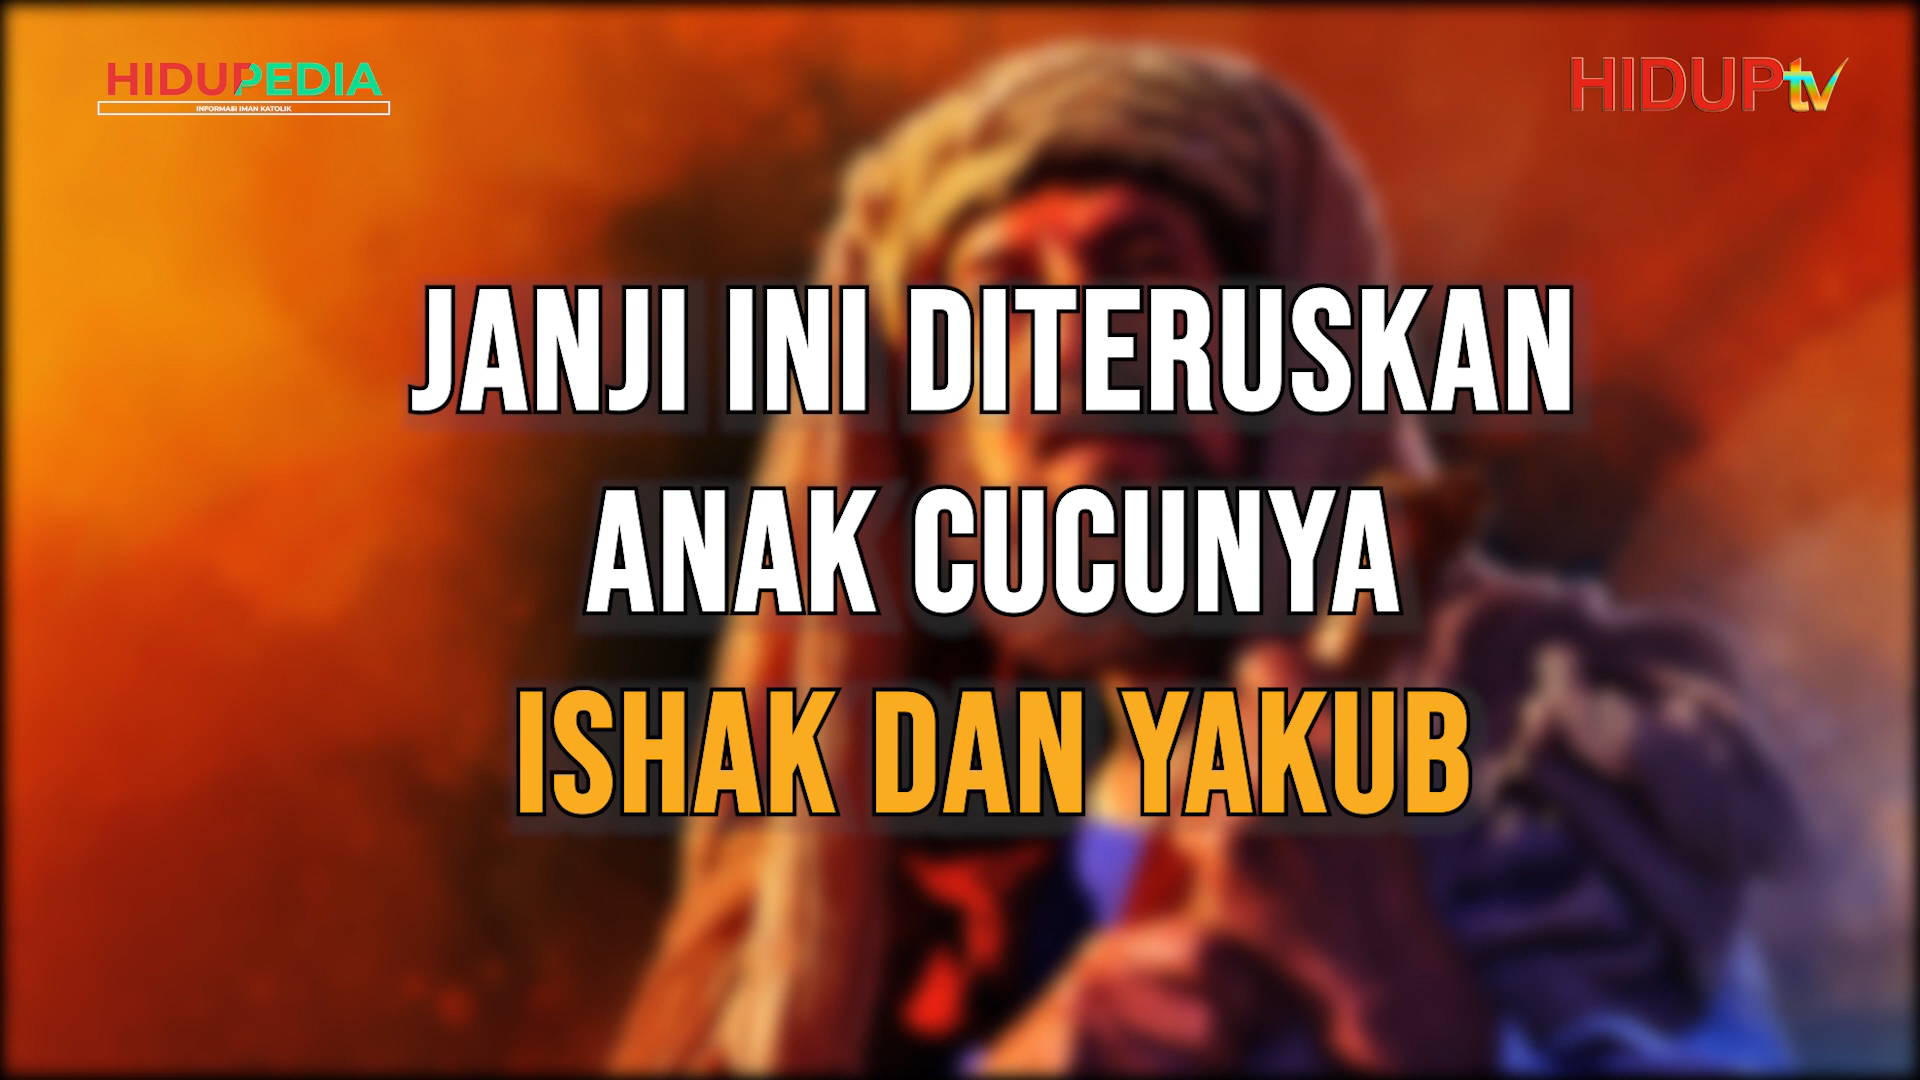 HIDUPEDIA
INFORMASI IMAN KATOLIK
HIDUPtv
JANJI INI DITERUSKAN
ANAK CUCUNYA
ISHAK DAN YAKUB